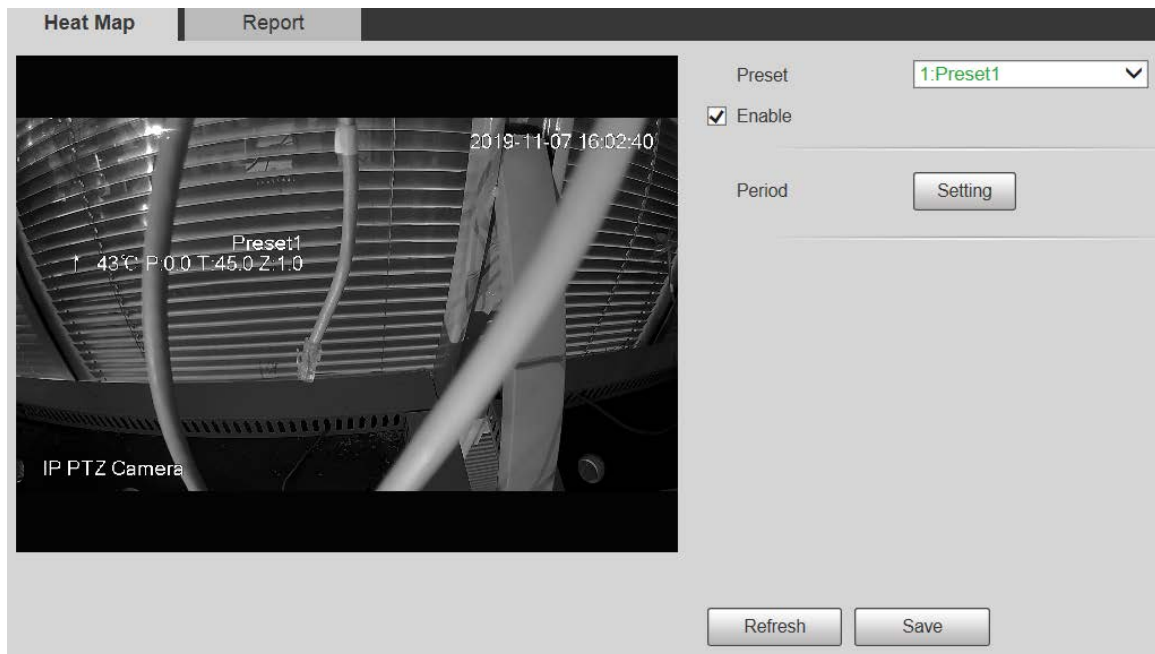 Heat Map
Report
2019-11-07 16:02:40
Preset1
↑ 43℃ P:0.0 T:45.0 Z:1.0
IP PTZ Camera
Preset
1:Preset1
Enable
Period
Setting
Refresh
Save